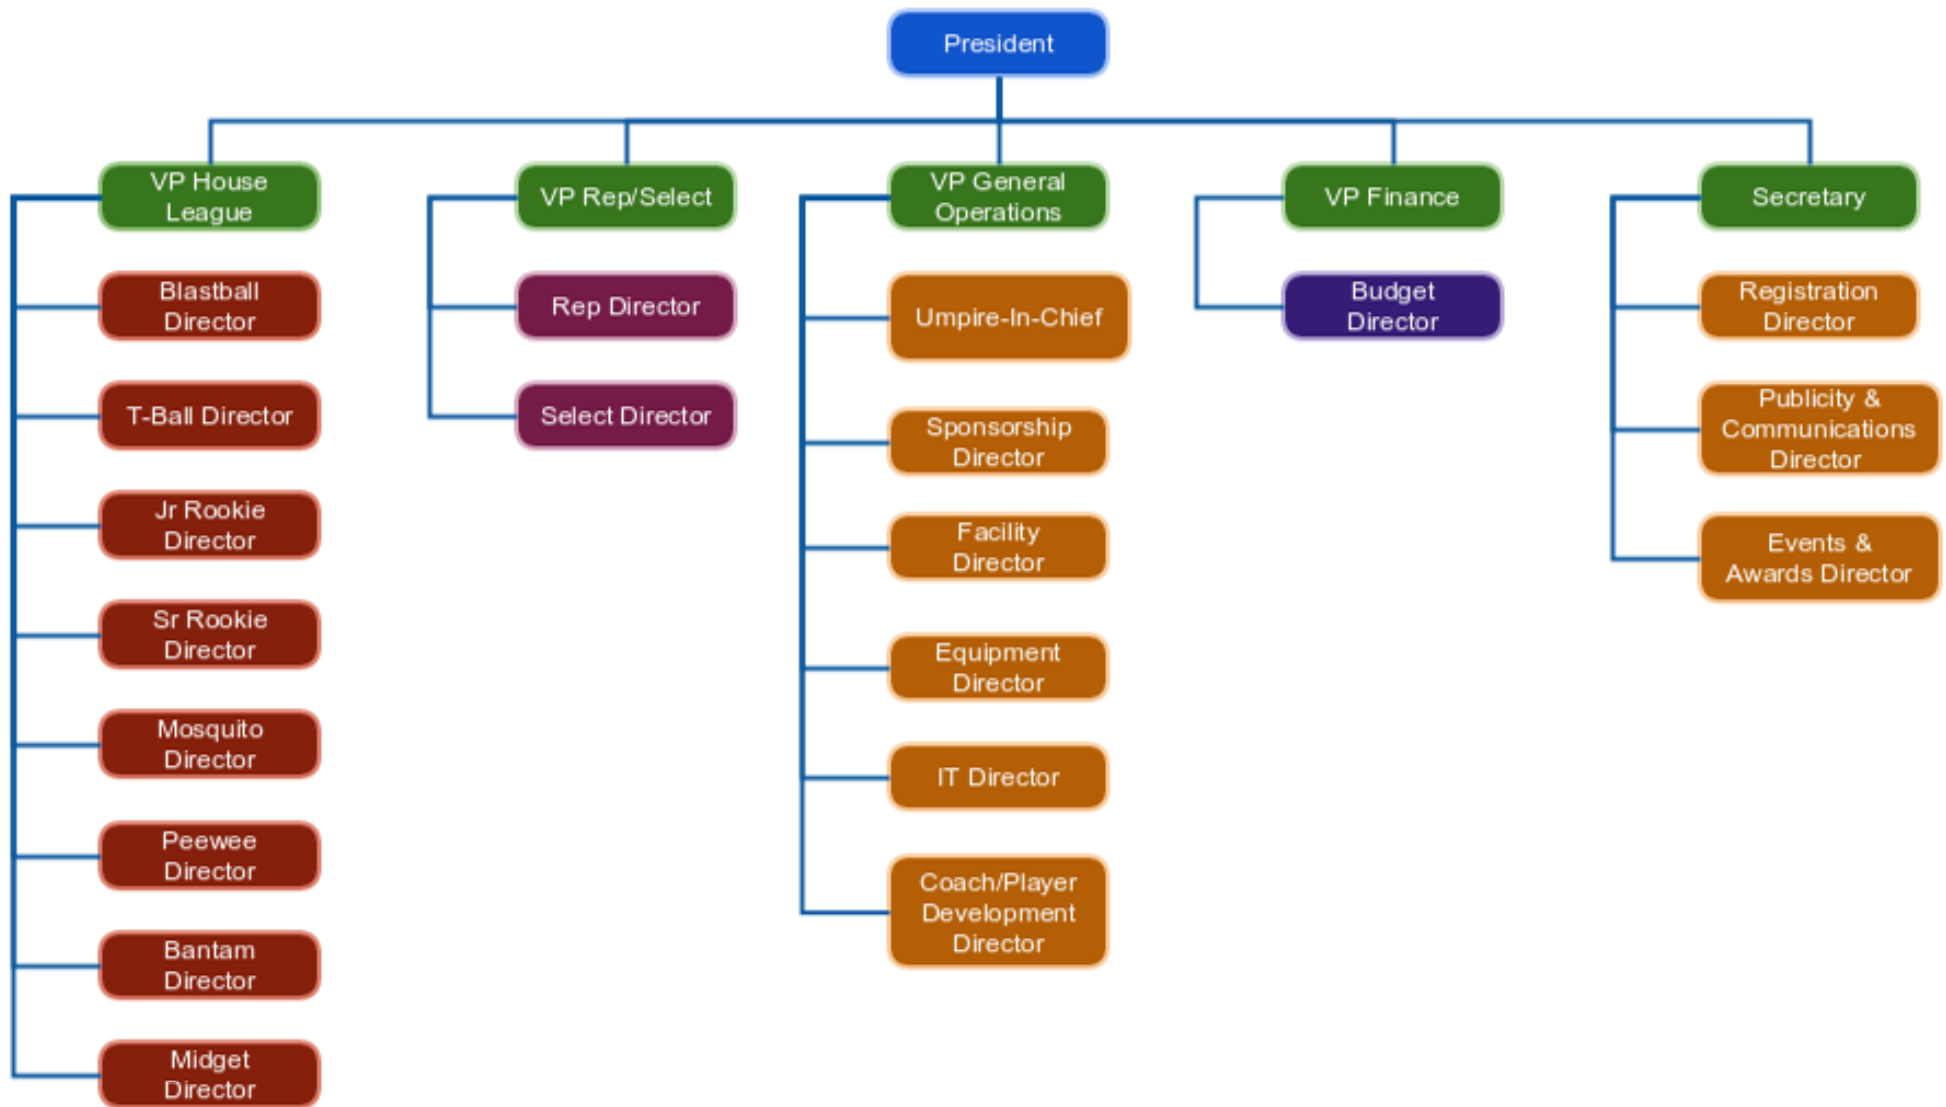 President
VP House
League
VP Rep/Select
VP General
Operations
VP Finance
Secretary
Blastball
Director
T-Ball Director
Jr Rookie
Director
Sr Rookie
Director
Mosquito
Director
Peewee
Director
Bantam
Director
Midget
Director
Rep Director
Select Director
Umpire-In-Chief
Sponsorship
Director
Facility
Director
Equipment
Director
IT Director
Coach/Player
Development
Director
Budget
Director
Registration
Director
Publicity &
Communications
Director
Events &
Awards Director